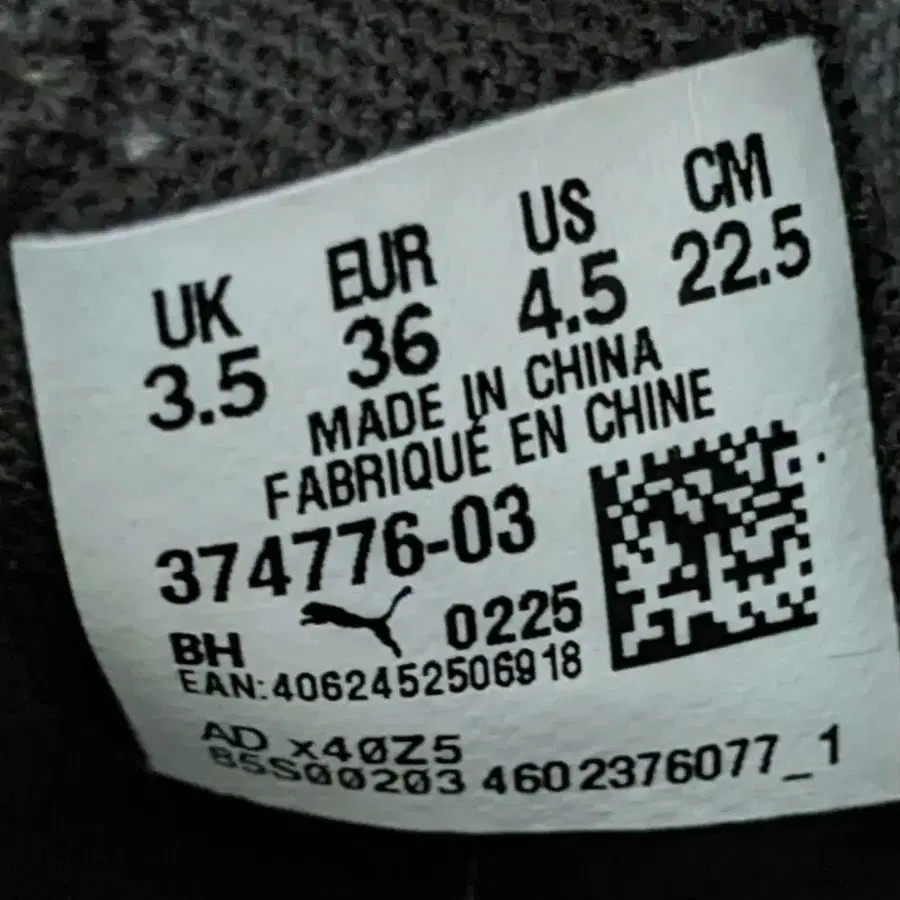 UK EUR US CM
3.5 36 4.5 22.5
MADE IN CHINA
FABRIQUÉ EN CHINE
374776-03
BH 0225
EAN:4062452506918
AD x40Z5
85S00203 4602376077_1